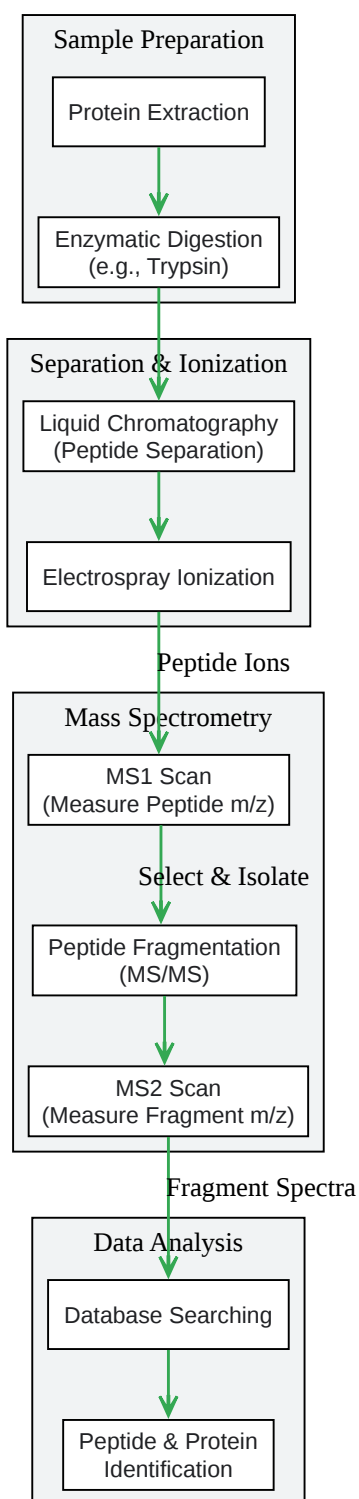 Sample Preparation
Protein Extraction
Enzymatic Digestion
(e.g., Trypsin)
Separation & Ionization
Liquid Chromatography
(Peptide Separation)
Electrospray Ionization
Peptide Ions
Mass Spectrometry
MS1 Scan
(Measure Peptide m/z)
Select & Isolate
Peptide Fragmentation
(MS/MS)
MS2 Scan
(Measure Fragment m/z)
Fragment Spectra
Data Analysis
Database Searching
Peptide & Protein
Identification